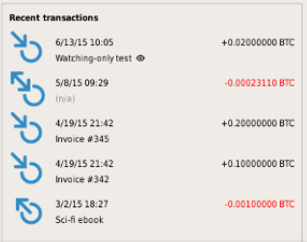 Recent transactions
6/13/15 10:05 +0.02000000 BTC
Watching-only test
5/8/15 09:29 -0.00023110 BTC
(n/a)
4/19/15 21:42 +0.20000000 BTC
Invoice #345
4/19/15 21:42 +0.10000000 BTC
Invoice #342
3/2/15 18:27 -0.00100000 BTC
Sci-fi ebook